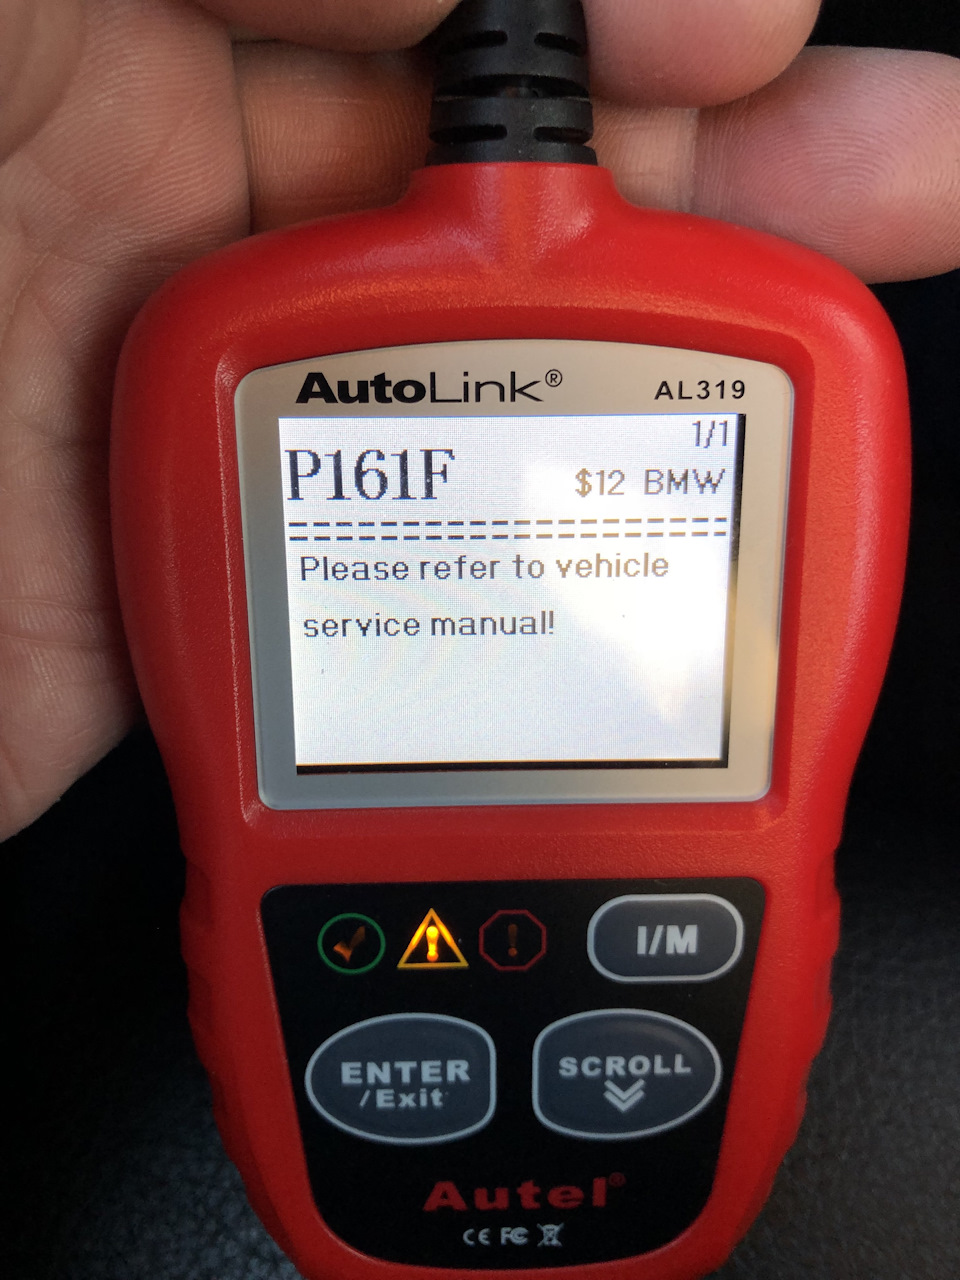 AutoLink®
AL319
1/1
P161F
$12 BMW
==================
Please refer to vehicle
service manual!
I/M
ENTER
/Exit
SCROLL
Autel®
CE FC